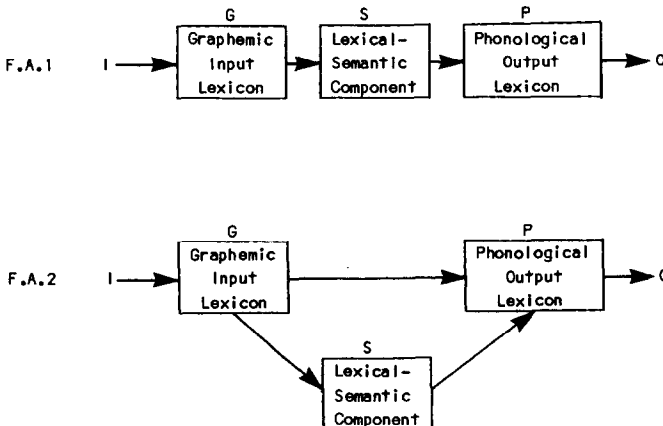 G S P
F.A.1 I Graphemic Input Lexicon Lexical-Semantic Component Phonological Output Lexicon O
G P
F.A.2 I Graphemic Input Lexicon Phonological Output Lexicon O
S
Lexical-
Semantic
Component